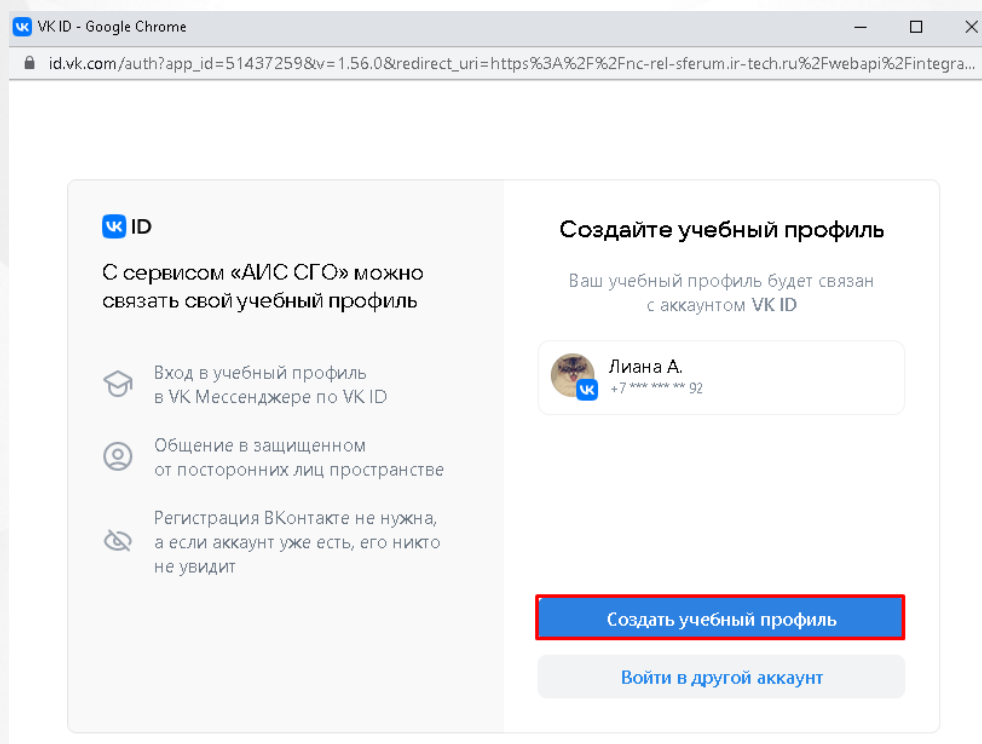 VK ID - Google Chrome
id.vk.com/auth?app_id=51437259&v=1.56.0&redirect_uri=https%3A%2F%2Fnc-rel-sferum.ir-tech.ru%2Fwebapi%2Fintegra...
VK ID
С сервисом «АИС СГО» можно
связать свой учебный профиль
Вход в учебный профиль
в VK Мессенджере по VK ID
Общение в защищенном
от посторонних лиц пространстве
Регистрация ВКонтакте не нужна,
а если аккаунт уже есть, его никто
не увидит
Создайте учебный профиль
Ваш учебный профиль будет связан
с аккаунтом VK ID
Лиана А.
+7 *** *** ** 92
Создать учебный профиль
Войти в другой аккаунт